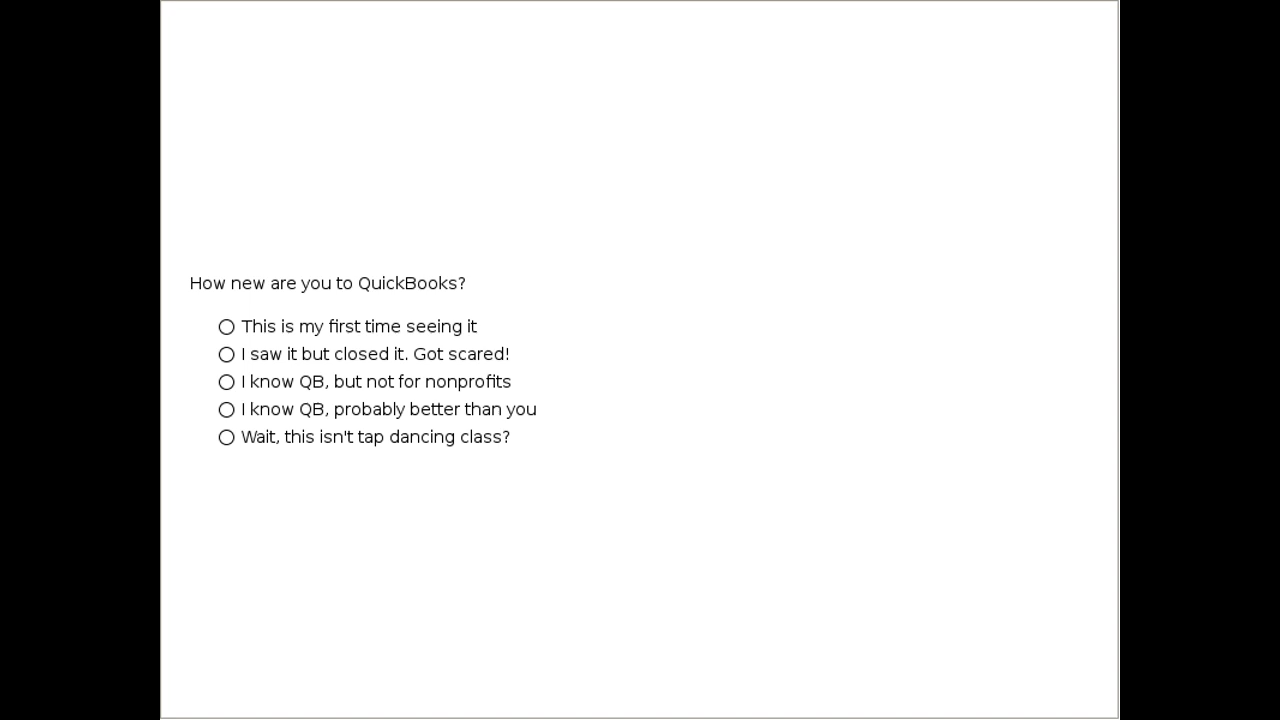 How new are you to QuickBooks?
This is my first time seeing it
I saw it but closed it. Got scared!
I know QB, but not for nonprofits
I know QB, probably better than you
Wait, this isn't tap dancing class?